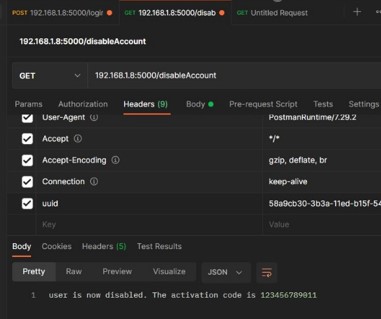 POST 192.168.1.8:5000/login
GET 192.168.1.8:5000/disab
GET Untitled Request
192.168.1.8:5000/disableAccount
GET 192.168.1.8:5000/disableAccount
Params Authorization Headers (9) Body Pre-request Script Tests Settings
User-Agent PostmanRuntime/7.29.2
Accept */*
Accept-Encoding gzip, deflate, br
Connection keep-alive
uuid 58a9cb30-3b3a-11ed-b15f-54
Key Value
Body Cookies Headers (5) Test Results
Pretty Raw Preview Visualize JSON
1 user is now disabled. The activation code is 123456789011